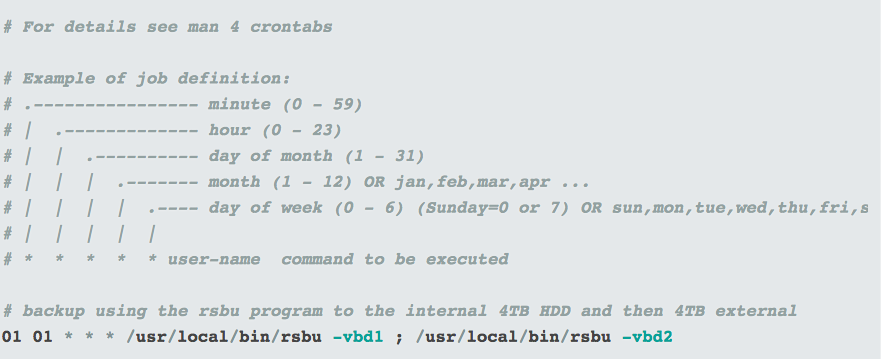 # For details see man 4 crontabs
# Example of job definition:
# .---------------- minute (0 - 59)
# | .------------- hour (0 - 23)
# | | .---------- day of month (1 - 31)
# | | | .------- month (1 - 12) OR jan,feb,mar,apr ...
# | | | | .---- day of week (0 - 6) (Sunday=0 or 7) OR sun,mon,tue,wed,thu,fri,s
# | | | | |
# * * * * * user-name command to be executed
# backup using the rsbu program to the internal 4TB HDD and then 4TB external
01 01 * * * /usr/local/bin/rsbu -vbd1 ; /usr/local/bin/rsbu -vbd2